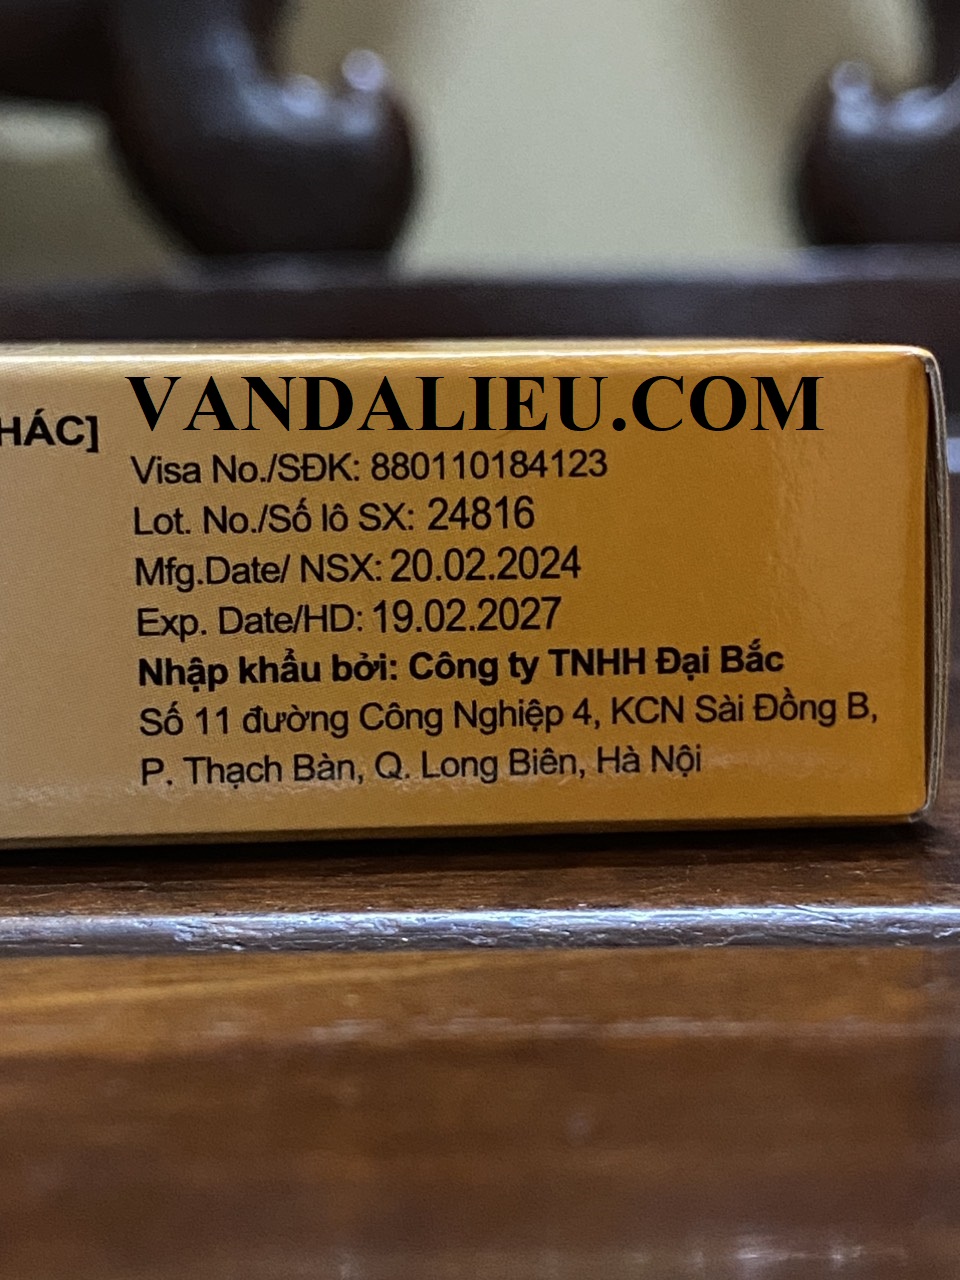 HÁC]
VANDALIEU.COM
Visa No./SĐK: 880110184123
Lot. No./Số lô SX: 24816
Mfg.Date/ NSX: 20.02.2024
Exp. Date/HD: 19.02.2027
Nhập khẩu bởi: Công ty TNHH Đại Bắc
Số 11 đường Công Nghiệp 4, KCN Sài Đồng B,
P. Thạch Bàn, Q. Long Biên, Hà Nội